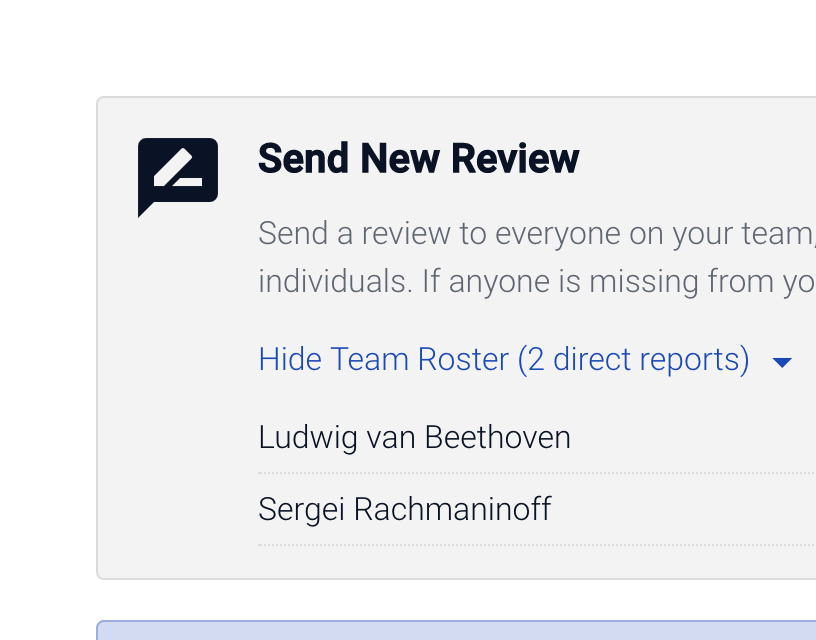 Send New Review
Send a review to everyone on your team,
individuals. If anyone is missing from yo
Hide Team Roster (2 direct reports)
Ludwig van Beethoven
Sergei Rachmaninoff